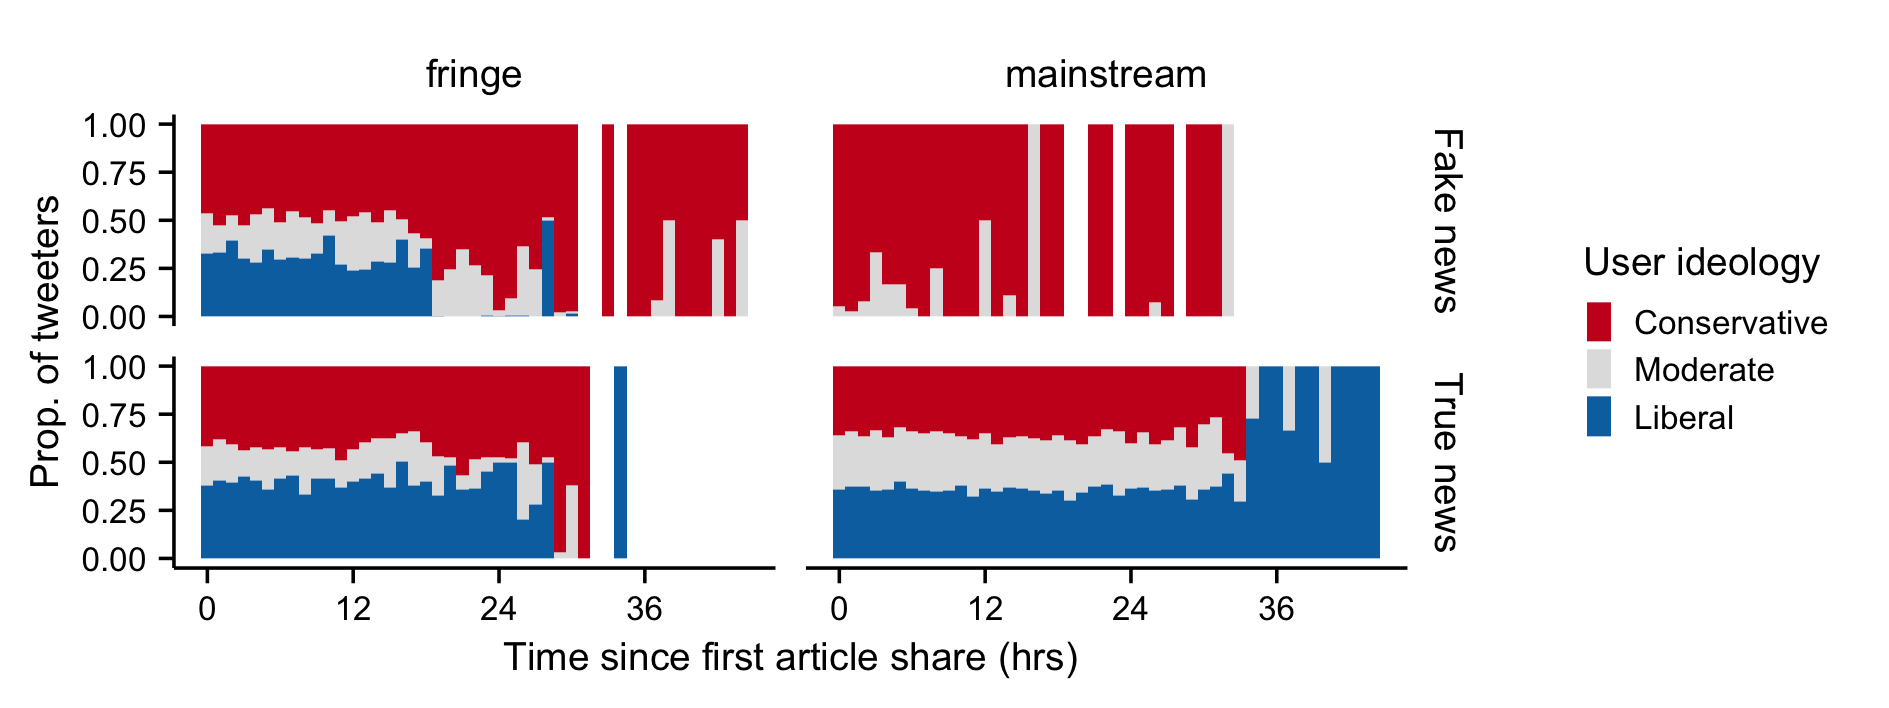 fringe
mainstream
Prop. of tweeters
1.00
0.75
0.50
0.25
0.00
Fake news
1.00
0.75
0.50
0.25
0.00
True news
0 12 24 36
0 12 24 36
Time since first article share (hrs)
User ideology
Conservative
Moderate
Liberal